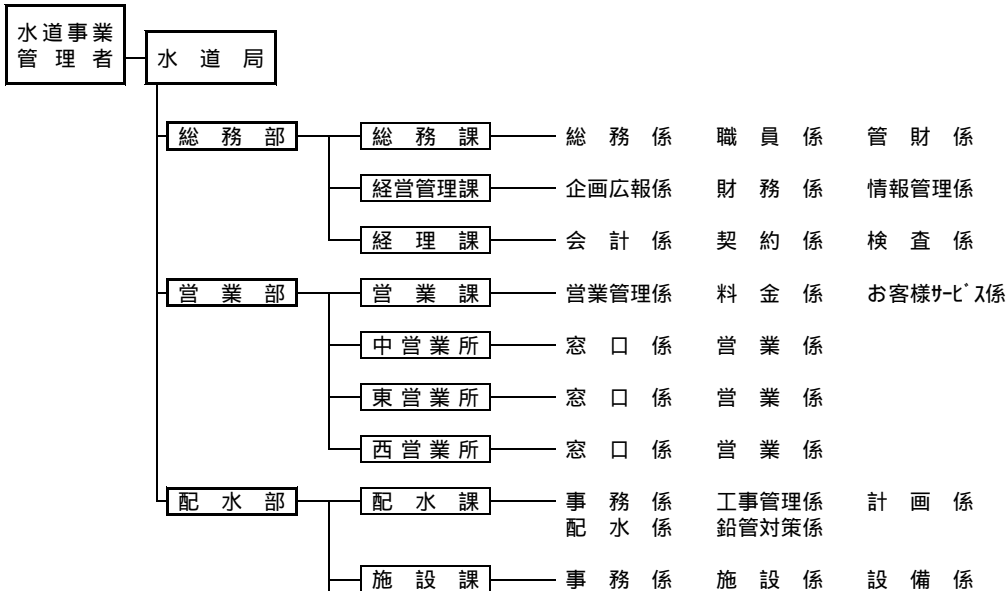 水道事業
管理者
水道局
総務部 総務課 総務係 職員係 管財係
経営管理課 企画広報係 財務係 情報管理係
経理課 会計係 契約係 検査係
営業部 営業課 営業管理係 料金係 お客様ｻｰﾋﾞｽ係
中営業所 窓口係 営業係
東営業所 窓口係 営業係
西営業所 窓口係 営業係
配水部 配水課 事務係 工事管理係 計画係
配水係 鉛管対策係
施設課 事務係 施設係 設備係